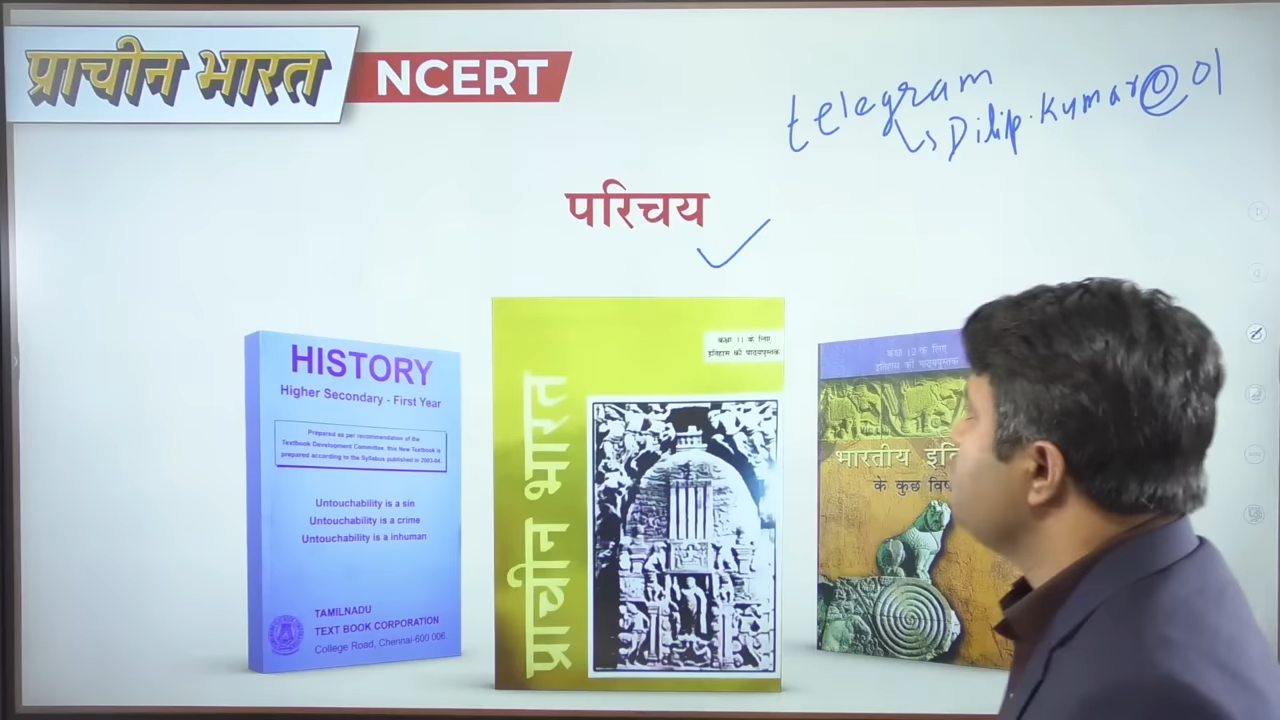 प्राचीन भारत
NCERT
telegram
↳ Dilip.Kumar@01
परिचय
HISTORY
Higher Secondary - First Year
Prepared as per recommendation of the
Textbook Development Committee, this New Textbook is
prepared according to the Syllabus published in 2003-04.
Untouchability is a sin
Untouchability is a crime
Untouchability is a inhuman
TAMILNADU
TEXT BOOK CORPORATION
College Road, Chennai-600 006.
कक्षा 11 के लिए
इतिहास की पाठ्यपुस्तक
प्राचीन भारत
कक्षा 12 के लिए
इतिहास की पाठ्यपुस्तक
भारतीय
के कुछ